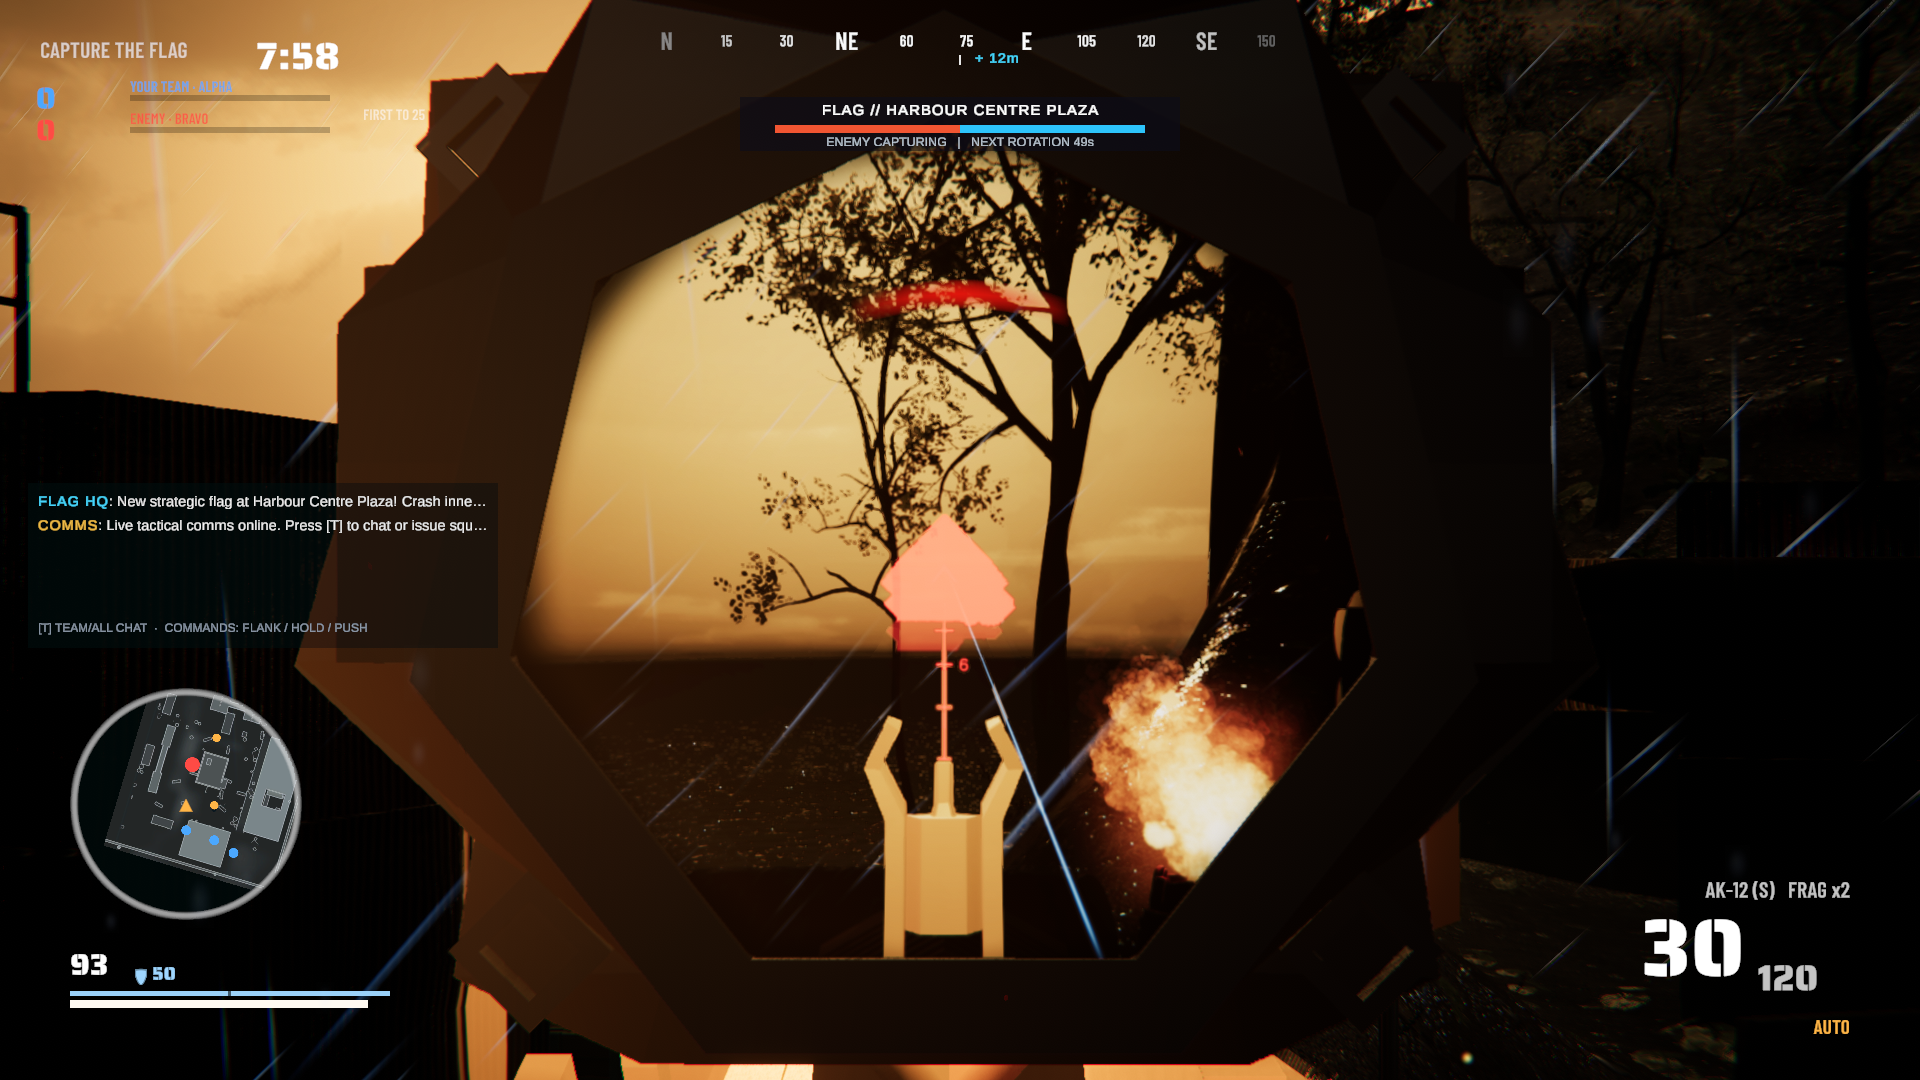 N 15 30 NE 60 75 E 105 120 SE 150
+ 12m
CAPTURE THE FLAG 7:58
0 YOUR TEAM · ALPHA
0 ENEMY · BRAVO
FIRST TO 25
FLAG // HARBOUR CENTRE PLAZA
ENEMY CAPTURING | NEXT ROTATION 49s
FLAG HQ: New strategic flag at Harbour Centre Plaza! Crash inne...
COMMS: Live tactical comms online. Press [T] to chat or issue squ...
[T] TEAM/ALL CHAT · COMMANDS: FLANK / HOLD / PUSH
6
93 50
AK-12 (S) FRAG x2
30 120
AUTO